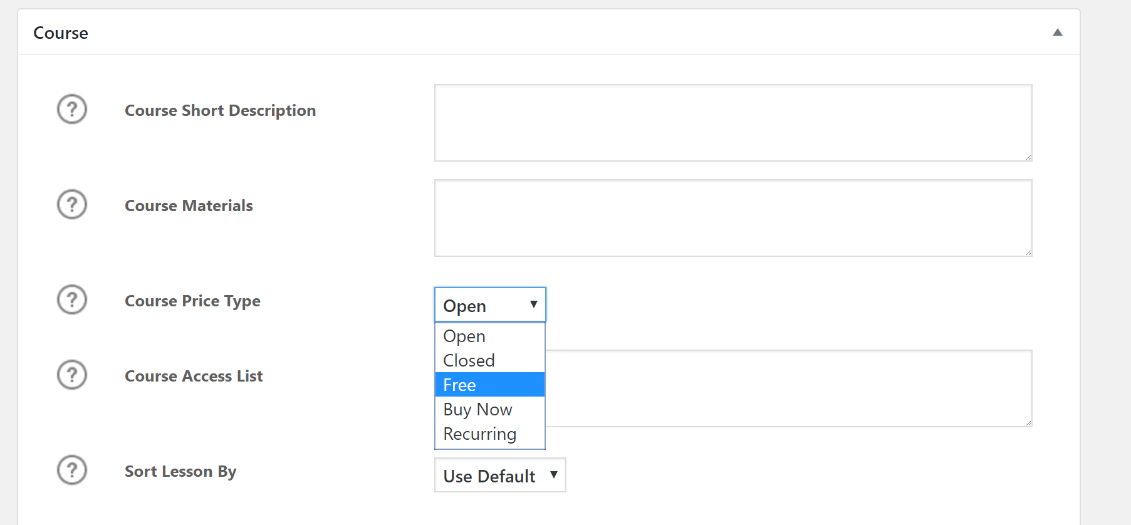 Course
? Course Short Description
? Course Materials
? Course Price Type Open
Open
Closed
? Course Access List
Free
Buy Now
Recurring
? Sort Lesson By Use Default